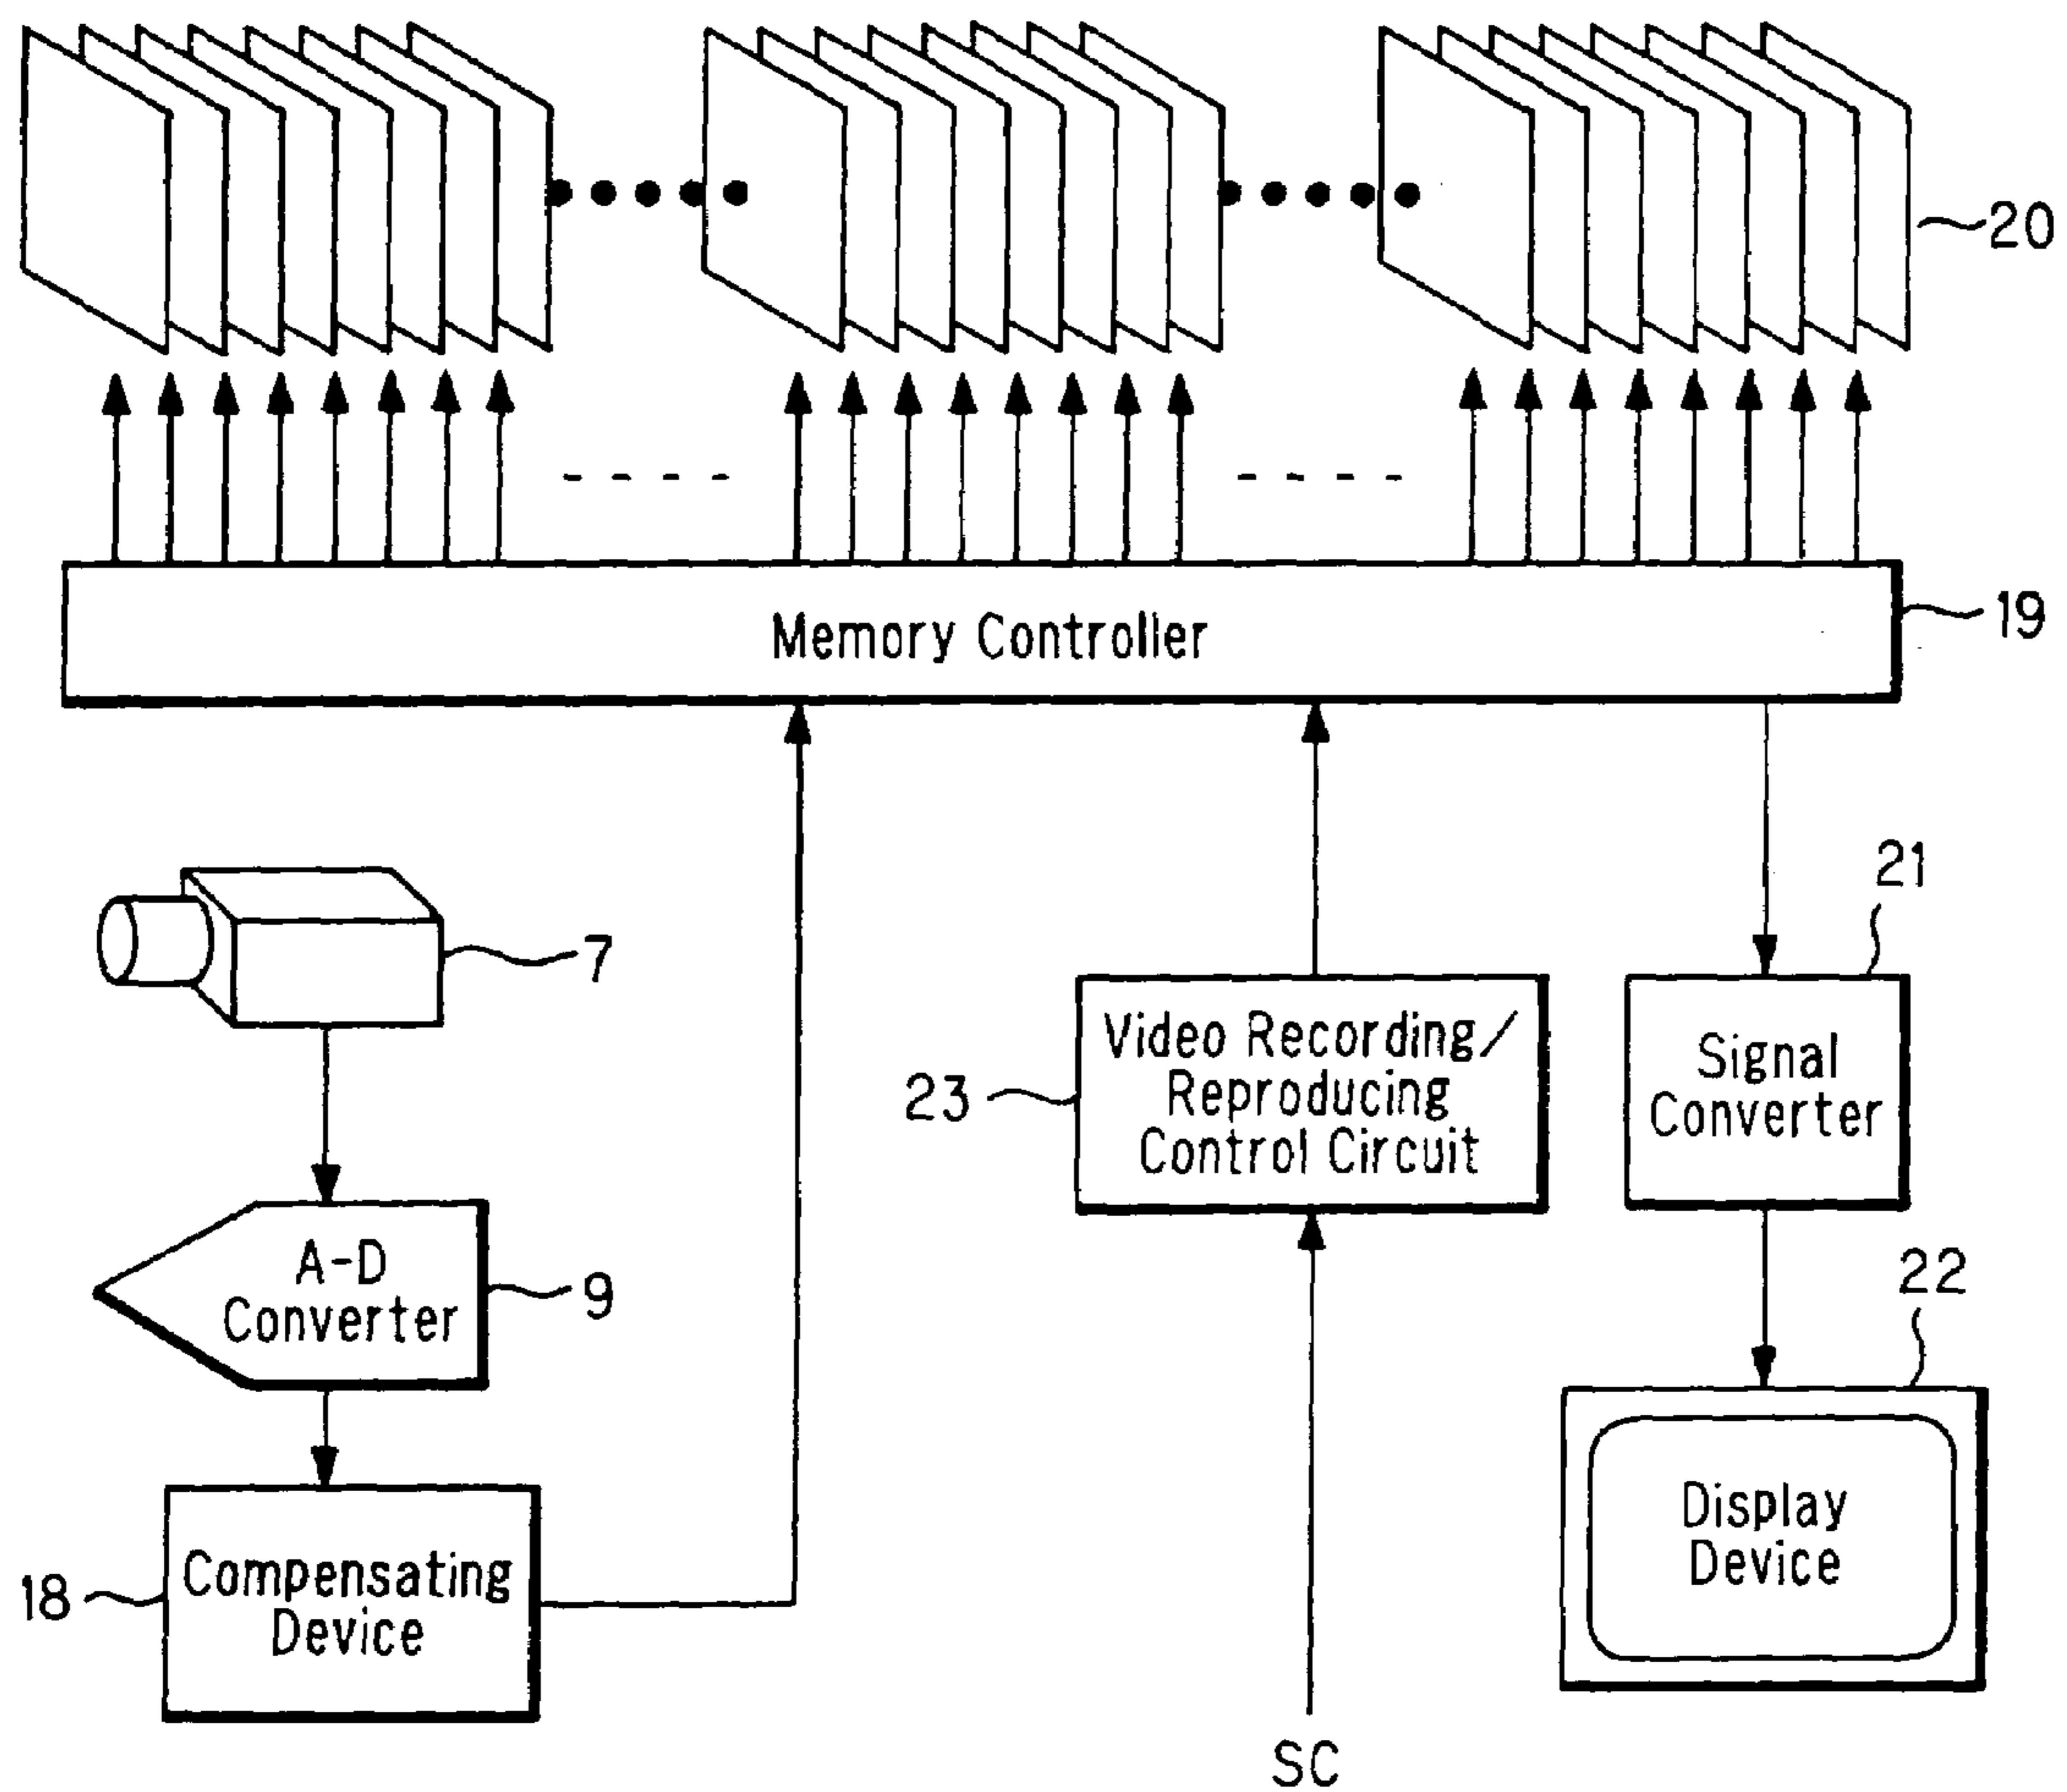 20
Memory Controller
19
7
21
Video Recording/
Reproducing
Control Circuit
23
Signal
Converter
A-D
Converter
9
22
Compensating
Device
18
Display
Device
SC